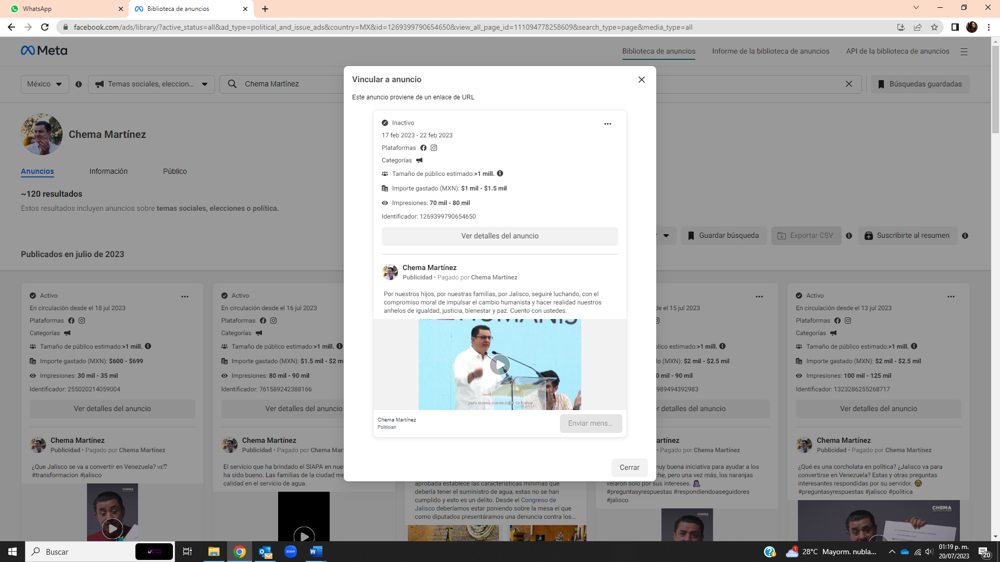 WhatsApp
Biblioteca de anuncios
facebook.com/ads/library/?active_status=all&ad_type=political_and_issue_ads&country=MX&id=1269399790654650&view_all_page_id=111094778258609&search_type=page&media_type=all
Meta
Biblioteca de anuncios
Informe de la biblioteca de anuncios
API de la biblioteca de anuncios
México
Temas sociales, eleccion...
Chema Martínez
Búsquedas guardadas
Chema Martínez
Anuncios
Información
Público
~120 resultados
Estos resultados incluyen anuncios sobre temas sociales, elecciones o política.
Guardar búsqueda
Exportar CSV
Suscribirte al resumen
Publicados en julio de 2023
Vincular a anuncio
Este anuncio proviene de un enlace de URL
Inactivo
17 feb 2023 - 22 feb 2023
Plataformas
Categorías
Tamaño de público estimado:>1 mill.
Importe gastado (MXN): $1 mil - $1.5 mil
Impresiones: 70 mil - 80 mil
Identificador: 1269399790654650
Ver detalles del anuncio
Chema Martínez
Publicidad • Pagado por Chema Martínez
Por nuestros hijos, por nuestras familias, por Jalisco, seguiré luchando, con el
compromiso moral de impulsar el cambio humanista y hacer realidad nuestros
anhelos de igualdad, justicia, bienestar y paz. Cuento con ustedes.
pero nunca, nunca dejar de luchar
Chema Martínez
Politician
Enviar mens...
Cerrar
Activo
En circulación desde el 18 jul 2023
Plataformas
Categorías
Tamaño de público estimado:>1 mill.
Importe gastado (MXN): $600 - $699
Impresiones: 30 mil - 35 mil
Identificador: 255020214059004
Ver detalles del anuncio
Chema Martínez
Publicidad • Pagado por Chema Martínez
¿Que Jalisco se va a convertir en Venezuela? VE⁉
#transformacion #jalisco
CHEMA
Activo
En circulación desde el 16 jul 2023
Plataformas
Categorías
Tamaño de público estimado:>1 mill.
Importe gastado (MXN): $1.5 mil - $2 m
Impresiones: 80 mil - 90 mil
Identificador: 761589242388166
Ver detalles del anuncio
Chema Martínez
Publicidad • Pagado por Chema Mar
El servicio que ha brindado el SIAPA en nue
ha sido bueno. Las familias de la ciudad me
calidad en el servicio de agua.
aprobada establece las características mínimas que
debería tener el suministro de agua, estas no se han
cumplido y esto es un delito. Desde el Congreso de
Jalisco deberíamos estar poniendo sobre la mesa el que
como diputados presentáramos una denuncia contra los...
el 15 jul 2023
blico estimado:>1 mill.
do (MXN): $2 mil - $2.5 mil
0 mil - 90 mil
989494392983
er detalles del anuncio
artínez
• Pagado por Chema Martínez
muy buena iniciativa para ayudar a los
che, pero una vez más, los naranjas
velaron solo por sus intereses.
#preguntasyrespuestas #respondiendoaseguidores
#jalisco
CHEMA
Activo
En circulación desde el 13 jul 2023
Plataformas
Categorías
Tamaño de público estimado:>1 mill.
Importe gastado (MXN): $2 mil - $2.5 mil
Impresiones: 100 mil - 125 mil
Identificador: 1323286255268717
Ver detalles del anuncio
Chema Martínez
Publicidad • Pagado por Chema Martínez
¿Qué es una corcholata en política? ¿Jalisco va para
convertirse en Venezuela? Estas y otras preguntas
interesantes respondidas por su servidor.
#preguntasyrespuestas #jalisco #politica
CHEMA
Buscar
zoom
1
28°C Mayorm. nubla...
01:19 p. m.
20/07/2023
20